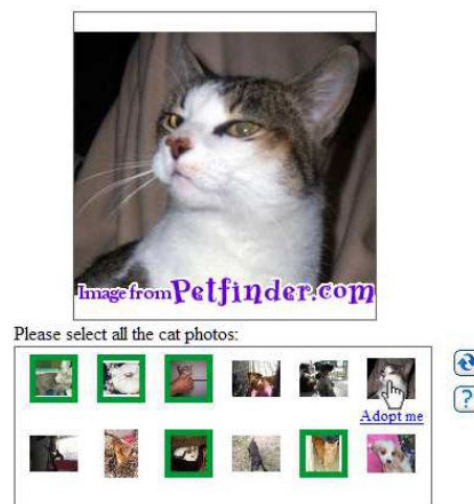 Image from Petfinder.com
Please select all the cat photos:
?
Adopt me